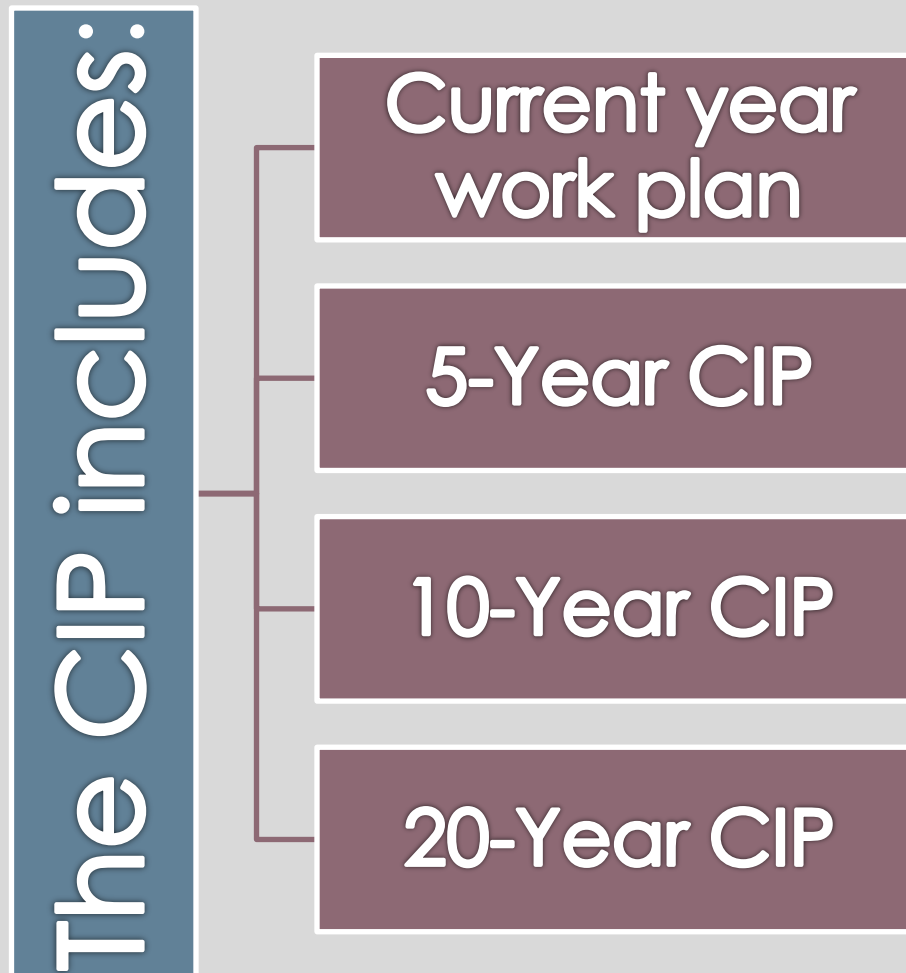 The CIP includes:
Current year
work plan
5-Year CIP
10-Year CIP
20-Year CIP